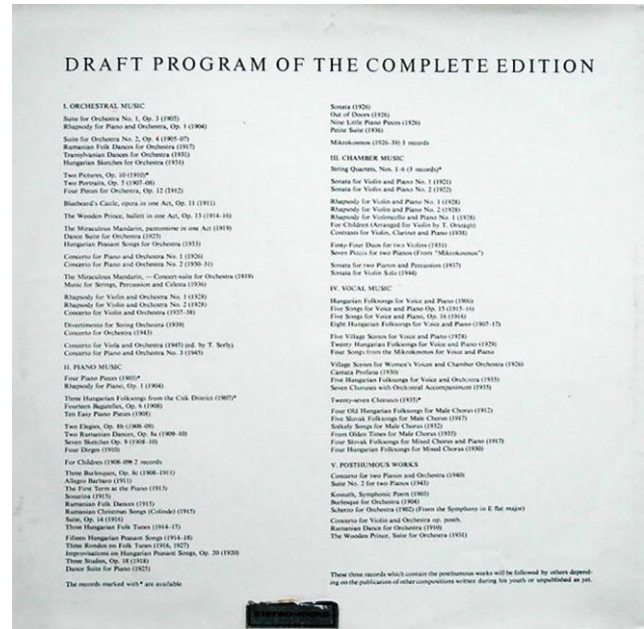 DRAFT PROGRAM OF THE COMPLETE EDITION
I. ORCHESTRAL MUSIC
Suite for Orchestra No. 1, Op. 3 (1905)
Rhapsody for Piano and Orchestra, Op. 1 (1904)
Suite for Orchestra No. 2, Op. 4 (1905-07)
Rumanian Folk Dances for Orchestra (1917)
Transylvanian Dances for Orchestra (1931)
Hungarian Sketches for Orchestra (1931)
Two Pictures, Op. 10 (1910)*
Two Portraits, Op. 5 (1907-08)
Four Pieces for Orchestra, Op. 12 (1912)
Bluebeard's Castle, opera in one Act, Op. 11 (1911)
The Wooden Prince, ballett in one Act, Op. 13 (1914-16)
The Miraculous Mandarin, pantomime in one Act (1919)
Dance Suite for Orchestra (1923)
Hungarian Peasant Songs for Orchestra (1933)
Concerto for Piano and Orchestra No. 1 (1926)
Concerto for Piano and Orchestra No. 2 (1930-31)
The Miraculous Mandarin, — Concert-suite for Orchestra (1919)
Music for Strings, Percussion and Celesta (1936)
Rhapsody for Violin and Orchestra No. 1 (1928)
Rhapsody for Violin and Orchestra No. 2 (1928)
Concerto for Violin and Orchestra (1937-38)
Divertimento for String Orchestra (1939)
Concerto for Orchestra (1943)
Concerto for Viola and Orchestra (1945) (ed. by T. Serly)
Concerto for Piano and Orchestra No. 3 (1945)
II. PIANO MUSIC
Four Piano Pieces (1903)*
Rhapsody for Piano, Op. 1 (1904)
Three Hungarian Folksongs from the Csík District (1907)*
Fourteen Bagatelles, Op. 6 (1908)
Ten Easy Piano Pieces (1908)
Two Elegies, Op. 8b (1908-09)
Two Rumanian Dances, Op. 8a (1909-10)
Seven Sketches Op. 9 (1908-10)
Four Dirges (1910)
For Children (1908-09) 2 records
Three Burlesques, Op. 8c (1908-1911)
Allegro Barbaro (1911)
The First Term at the Piano (1913)
Sonatina (1915)
Rumanian Folk Dances (1915)
Rumanian Christmas Songs (Colinde) (1915)
Suite, Op. 14 (1916)
Three Hungarian Folk Tunes (1914-17)
Fifteen Hungarian Peasant Songs (1914-18)
Three Rondos on Folk Tunes (1914, 1927)
Improvisations on Hungarian Peasant Songs, Op. 20 (1920)
Three Studies, Op. 18 (1918)
Dance Suite for Piano (1925)
The records marked with* are available
Sonata (1926)
Out of Doors (1926)
Nine Little Piano Pieces (1926)
Petite Suite (1936)
Mikrokosmos (1926-39) 3 records
III. CHAMBER MUSIC
String Quartets, Nos. 1-6 (3 records)*
Sonata for Violin and Piano No. 1 (1921)
Sonata for Violin and Piano No. 2 (1922)
Rhapsody for Violin and Piano No. 1 (1928)
Rhapsody for Violin and Piano No. 2 (1928)
Rhapsody for Violoncello and Piano No. 1 (1928)
For Children (Arranged for Violin by T. Országh)
Contrasts for Violin, Clarinet and Piano (1938)
Forty-Four Duos for two Violins (1931)
Seven Pieces for two Pianos (From "Mikrokosmos")
Sonata for two Pianos and Percussion (1937)
Sonata for Violin Solo (1944)
IV. VOCAL MUSIC
Hungarian Folksongs for Voice and Piano (1906)
Five Songs for Voice and Piano Op. 15 (1915-16)
Five Songs for Voice and Piano, Op. 16 (1916)
Eight Hungarian Folksongs for Voice and Piano (1907-17)
Five Village Scenes for Voice and Piano (1924)
Twenty Hungarian Folksongs for Voice and Piano (1929)
Four Songs from the Mikrokosmos for Voice and Piano
Village Scenes for Women's Voices and Chamber Orchestra (1926)
Cantata Profana (1930)
Five Hungarian Folksongs for Voice and Orchestra (1933)
Seven Choruses with Orchestral Accompaniment (1935)
Twenty-seven Choruses (1935)*
Four Old Hungarian Folksongs for Male Chorus (1912)
Five Slovak Folksongs for Male Chorus (1917)
Székely Songs for Male Chorus (1932)
From Olden Times for Male Chorus (1935)
Four Slovak Folksongs for Mixed Chorus and Piano (1917)
Four Hungarian Folksongs for Mixed Chorus (1930)
V. POSTHUMOUS WORKS
Concerto for two Pianos and Orchestra (1940)
Suite No. 2 for two Pianos (1943)
Kossuth, Symphonic Poem (1903)
Burlesque for Orchestra (1904)
Scherzo for Orchestra (1902) (From the Symphony in E flat major)
Concerto for Violin and Orchestra op. posth.
Rumanian Dance for Orchestra (1910)
The Wooden Prince, Suite for Orchestra (1931)
These three records which contain the posthumous works will be followed by others depend-
ing on the publication of other compositions written during his youth or unpublished as yet.